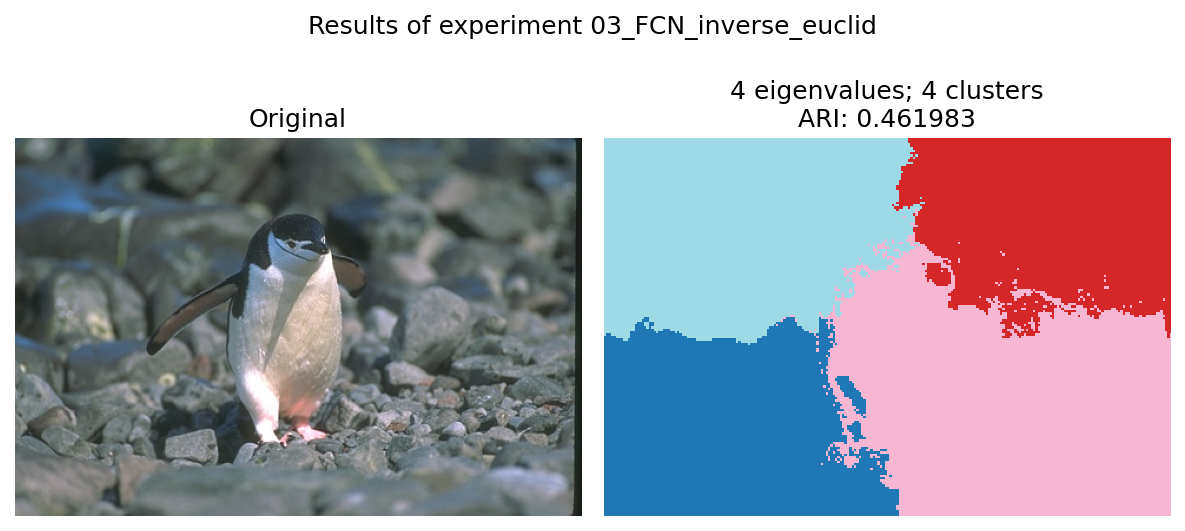 Results of experiment 03_FCN_inverse_euclid
Original
4 eigenvalues; 4 clusters
ARI: 0.461983